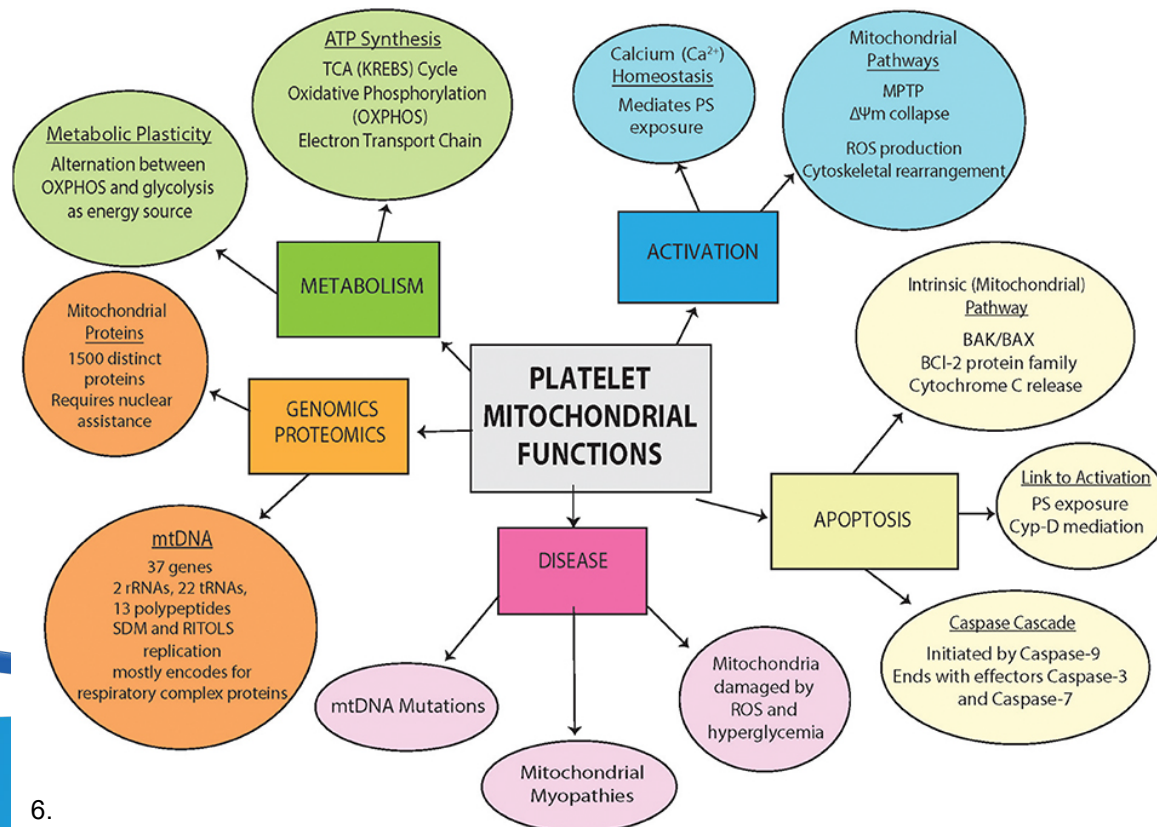 ATP Synthesis
TCA (KREBS) Cycle
Oxidative Phosphorylation
(OXPHOS)
Electron Transport Chain
Metabolic Plasticity
Alternation between
OXPHOS and glycolysis
as energy source
METABOLISM
Calcium (Ca²⁺)
Homeostasis
Mediates PS
exposure
Mitochondrial
Pathways
MPTP
ΔΨm collapse
ROS production
Cytoskeletal rearrangement
ACTIVATION
Mitochondrial
Proteins
1500 distinct
proteins
Requires nuclear
assistance
GENOMICS
PROTEOMICS
mtDNA
37 genes
2 rRNAs, 22 tRNAs,
13 polypeptides
SDM and RITOLS
replication
mostly encodes for
respiratory complex proteins
PLATELET
MITOCHONDRIAL
FUNCTIONS
Intrinsic (Mitochondrial)
Pathway
BAK/BAX
BCl-2 protein family
Cytochrome C release
APOPTOSIS
Link to Activation
PS exposure
Cyp-D mediation
Caspase Cascade
Initiated by Caspase-9
Ends with effectors Caspase-3
and Caspase-7
DISEASE
mtDNA Mutations
Mitochondrial
Myopathies
Mitochondria
damaged by
ROS and
hyperglycemia
6.